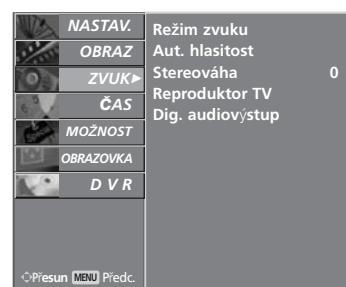 NASTAV.
OBRAZ
ZVUK
ČAS
MOŽNOST
OBRAZOVKA
D V R
Přesun MENU Předc.
Režim zvuku
Aut. hlasitost
Stereováha 0
Reproduktor TV
Dig. audiovýstup